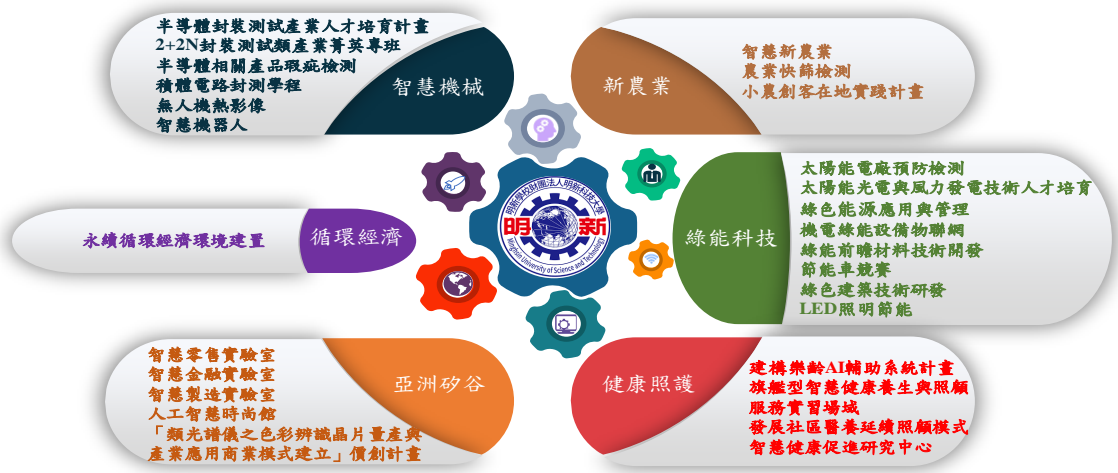 半導體封裝測試產業人才培育計畫
2+2N封裝測試類產業菁英專班
半導體相關產品瑕疵檢測
積體電路封測學程
無人機熱影像
智慧機器人
智慧機械
新農業
智慧新農業
農業快篩檢測
小農創客在地實踐計畫
永續循環經濟環境建置
循環經濟
明新學校財團法人明新科技大學
明新
Minghsin University of Science and Technology
綠能科技
太陽能電廠預防檢測
太陽能光電與風力發電技術人才培育
綠色能源應用與管理
機電綠能設備物聯網
綠能前瞻材料技術開發
節能車競賽
綠色建築技術研發
LED照明節能
智慧零售實驗室
智慧金融實驗室
智慧製造實驗室
人工智慧時尚館
「類光譜儀之色彩辨識晶片量產與
產業應用商業模式建立」價創計畫
亞洲矽谷
健康照護
建構樂齡AI輔助系統計畫
旗艦型智慧健康養生與照顧
服務實習場域
發展社區醫養延續照顧模式
智慧健康促進研究中心